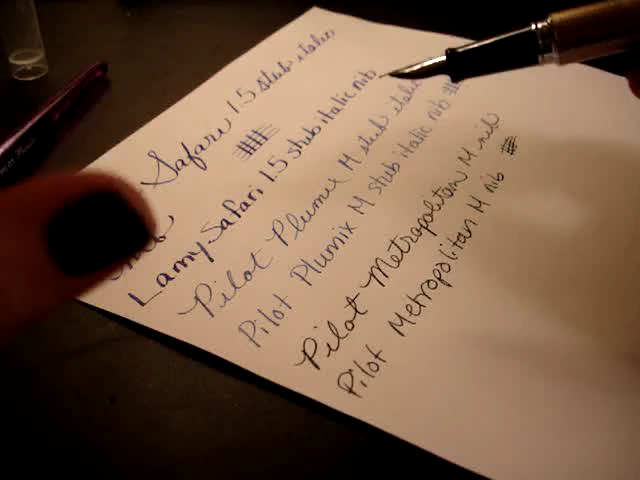 Safari 1.5 stub italic
Lamy Safari 1.5 stub italic nib
Pilot Plumix M stub italic
Pilot Plumix M stub italic nib
Pilot Metropolitan M nib
Pilot Metropolitan M nib